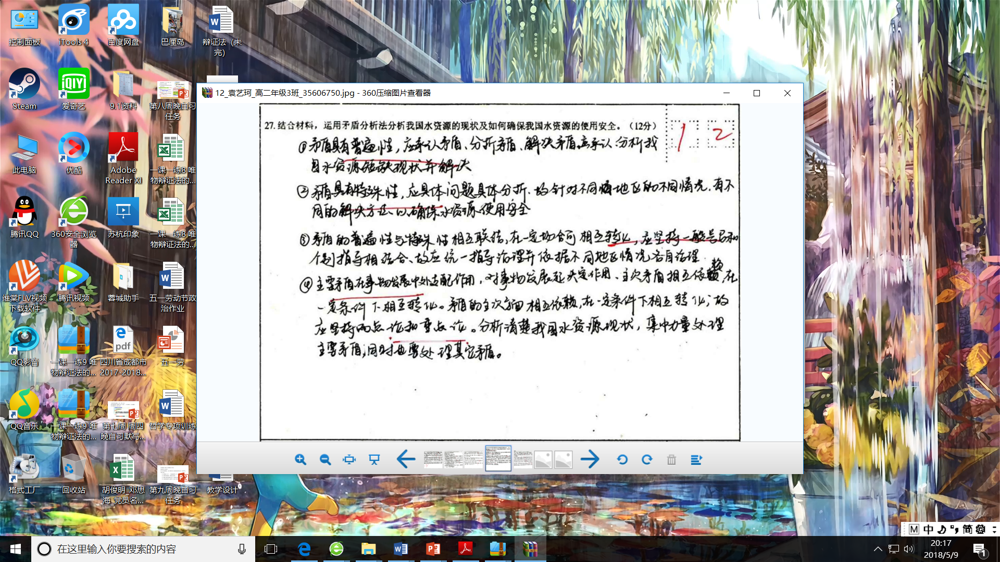 控制面板
iTools 4
百度网盘
巴厘岛
辩证法（未
完）
Steam
爱奇艺
9.1资料
第八周晚自习
任务
此电脑
优酷
Adobe
Reader XI
一课一练8 唯
物辩证法的...
腾讯QQ
360安全浏览
器
苏杭印象
一课一练8 唯
物辩证法的...
维棠FLV视频
下载软件
腾讯视频
蓉城助手
五一劳动节政
治作业
QQ影音
一课一练9 唯
物辩证法的...
四川省成都市
2017-2018...
五一劳
QQ音乐
一课一练9 唯
物辩证法的...
第七周 周四
晚自习默写...
哲学专项训练
格式工厂
回收站
胡俊明_邓思
海_党员名...
第九周晚自习
任务
教学设计
12_袁艺珂_高二年级3班_35606750.jpg - 360压缩图片查看器
27. 结合材料，运用矛盾分析法分析我国水资源的现状及如何确保我国水资源的使用安全。（12分）
1 2
①矛盾具有普遍性，应承认矛盾、分析矛盾、解决矛盾。应承认、分析我
国水资源短缺现状并解决
②矛盾具有特殊性，应具体问题具体分析。故针对不同地区的不同情况，有不
同的解决方法，以确保水资源使用安全
③矛盾的普遍性与特殊性相互联结，在一定场合可相互转化，应坚持一般号召和
个别指导相结合、故应统一指导治理并依据不同地区情况各自治理
④主要矛盾在事物发展中处支配作用，对事物发展起决定作用、主次矛盾相互依赖，在
一定条件下相互转化。矛盾的主次方面相互依赖，在一定条件下相互转化；故
应坚持两点论和重点论。分析清楚我国水资源现状，集中力量处理
主要矛盾；同时也要处理其它矛盾。
M 中 简
在这里输入你要搜索的内容
20:17
2018/5/9
1